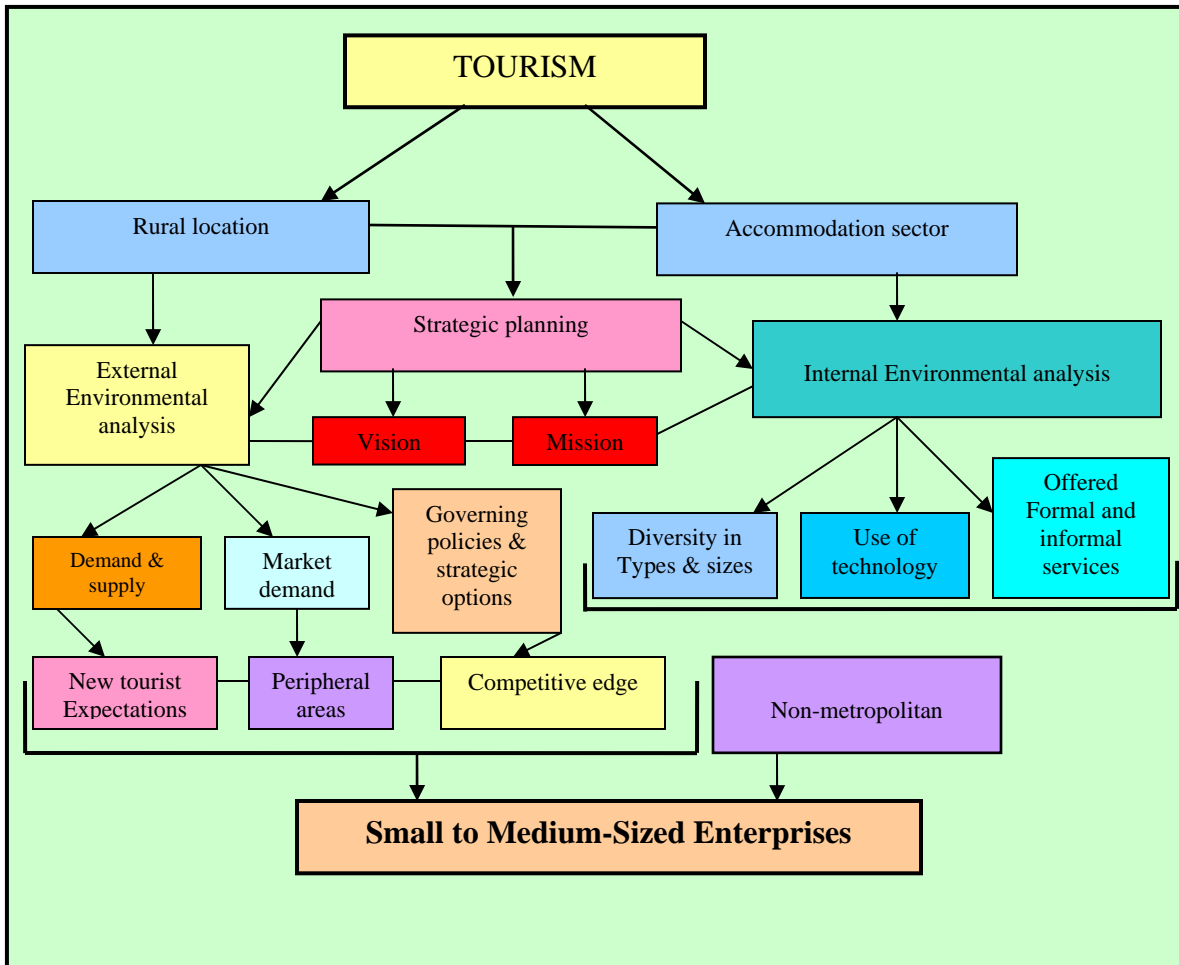 TOURISM
Rural location
Accommodation sector
Strategic planning
External
Environmental
analysis
Internal Environmental analysis
Vision
Mission
Demand &
supply
Market
demand
Governing
policies &
strategic
options
Diversity in
Types & sizes
Use of
technology
Offered
Formal and
informal
services
New tourist
Expectations
Peripheral
areas
Competitive edge
Non-metropolitan
Small to Medium-Sized Enterprises